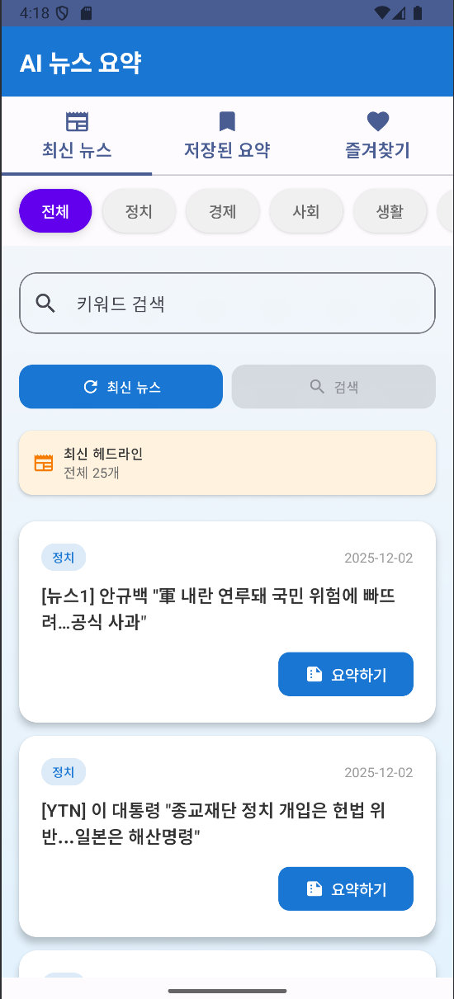 4:18
AI 뉴스 요약
최신 뉴스
저장된 요약
즐겨찾기
전체
정치
경제
사회
생활
키워드 검색
최신 뉴스
검색
최신 헤드라인
전체 25개
정치
2025-12-02
[뉴스1] 안규백 "軍 내란 연루돼 국민 위험에 빠뜨
려…공식 사과"
요약하기
정치
2025-12-02
[YTN] 이 대통령 "종교재단 정치 개입은 헌법 위
반...일본은 해산명령"
요약하기